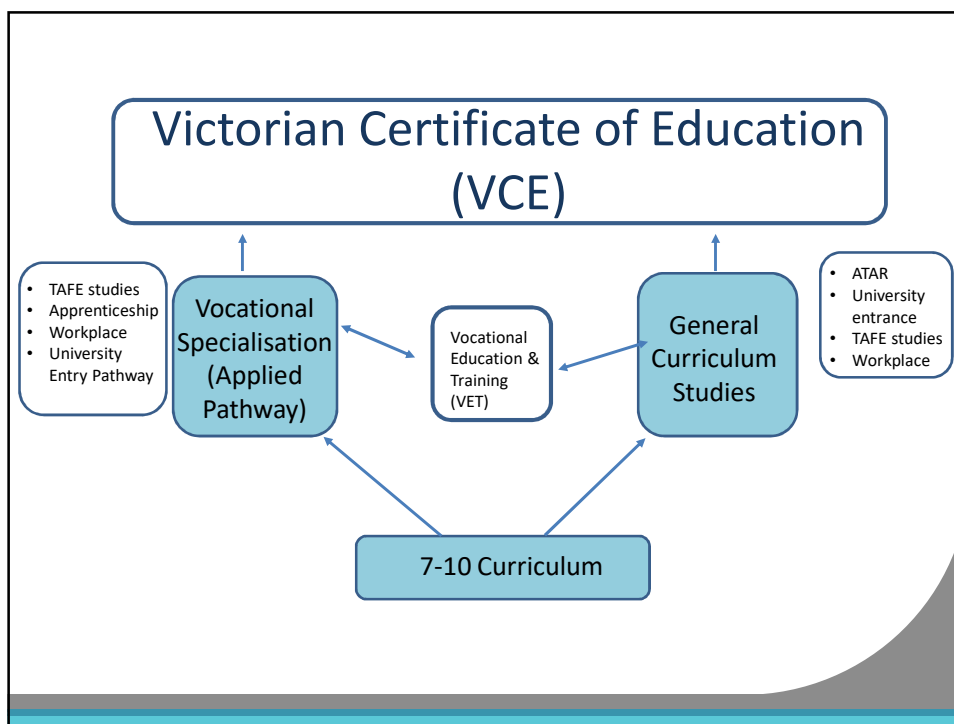 Victorian Certificate of Education
(VCE)
• TAFE studies
• Apprenticeship
• Workplace
• University
Entry Pathway
Vocational
Specialisation
(Applied
Pathway)
Vocational
Education &
Training
(VET)
General
Curriculum
Studies
• ATAR
• University
entrance
• TAFE studies
• Workplace
7-10 Curriculum